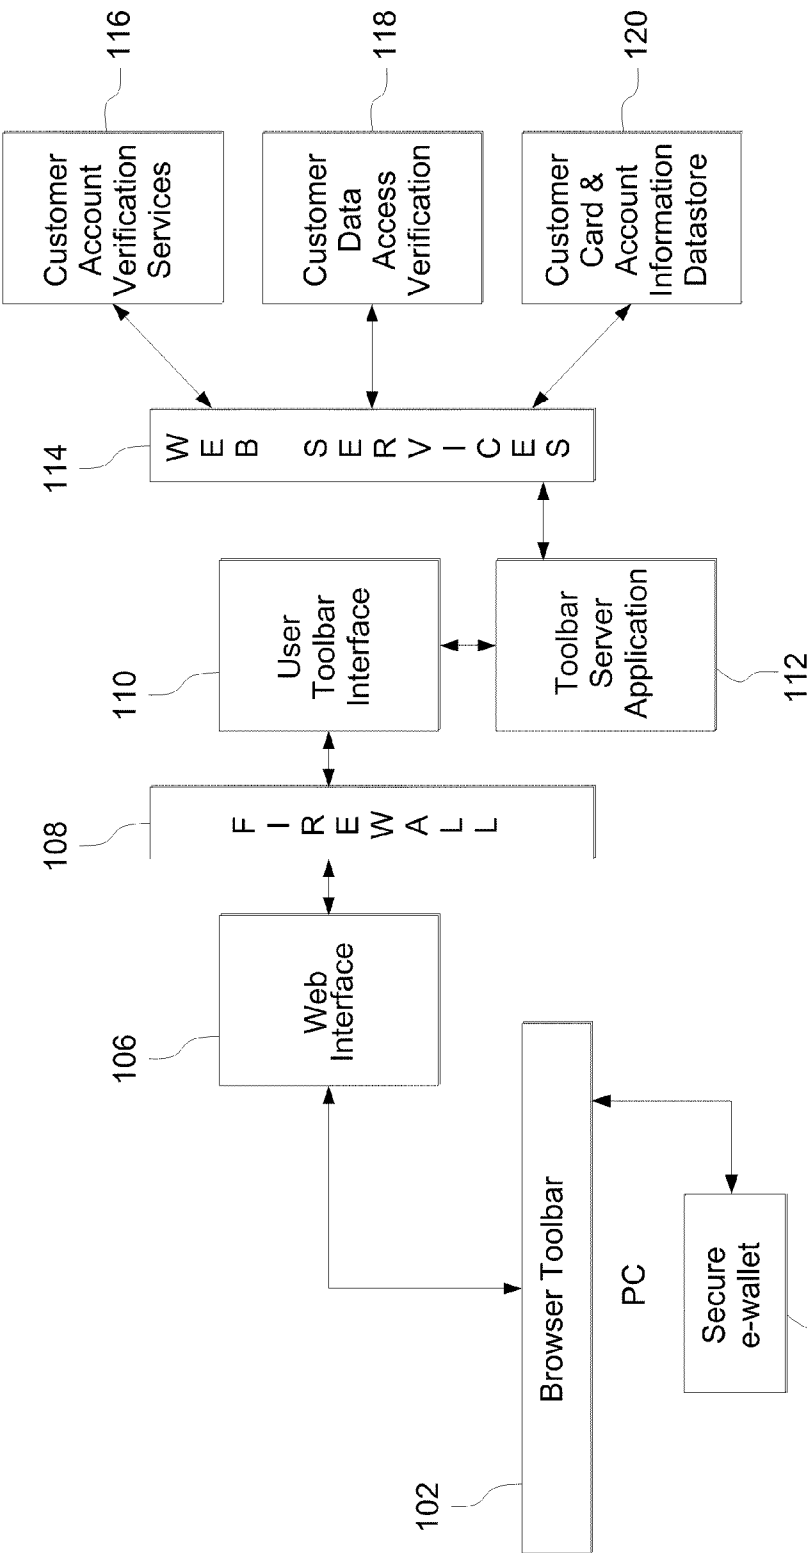 116
Customer
Account
Verification
Services
118
Customer
Data
Access
Verification
120
Customer
Card &
Account
Information
Datastore
114
WEB SERVICES
110
User
Toolbar
Interface
Toolbar
Server
Application
112
108
FIREWALL
106
Web
Interface
102
Browser Toolbar
PC
Secure
e-wallet